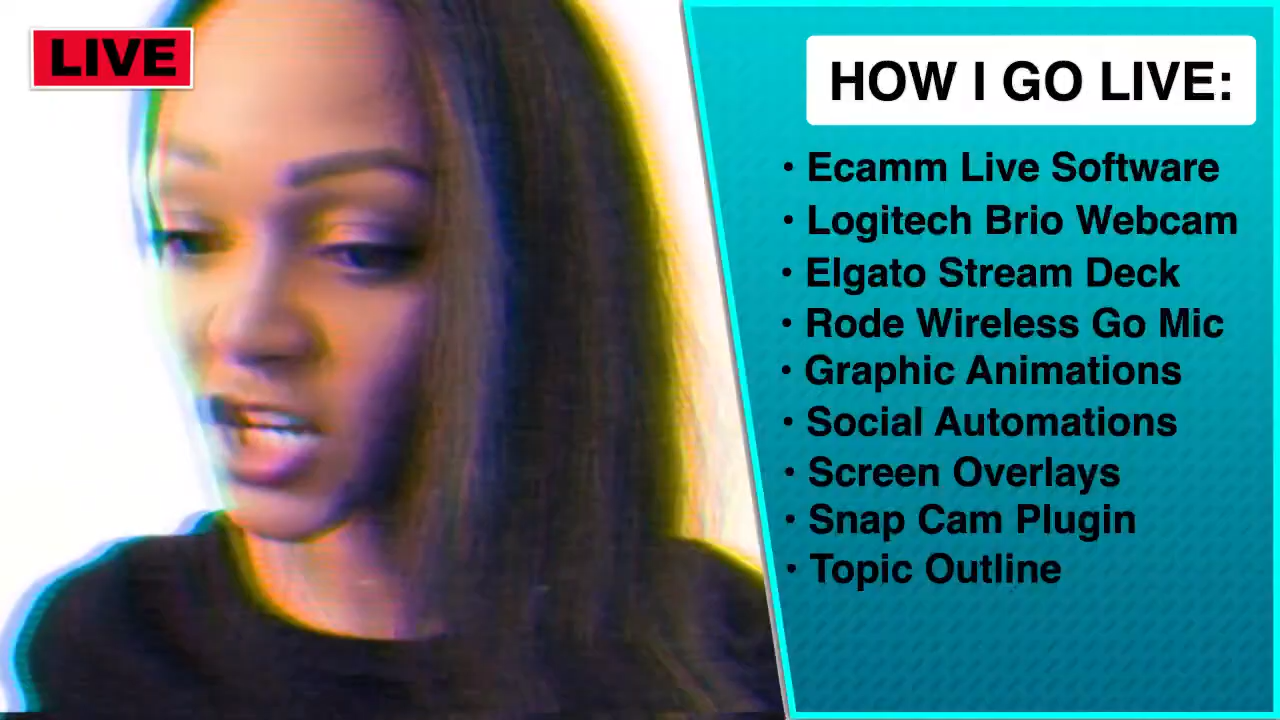 LIVE
HOW I GO LIVE:
• Ecamm Live Software
• Logitech Brio Webcam
• Elgato Stream Deck
• Rode Wireless Go Mic
• Graphic Animations
• Social Automations
• Screen Overlays
• Snap Cam Plugin
• Topic Outline